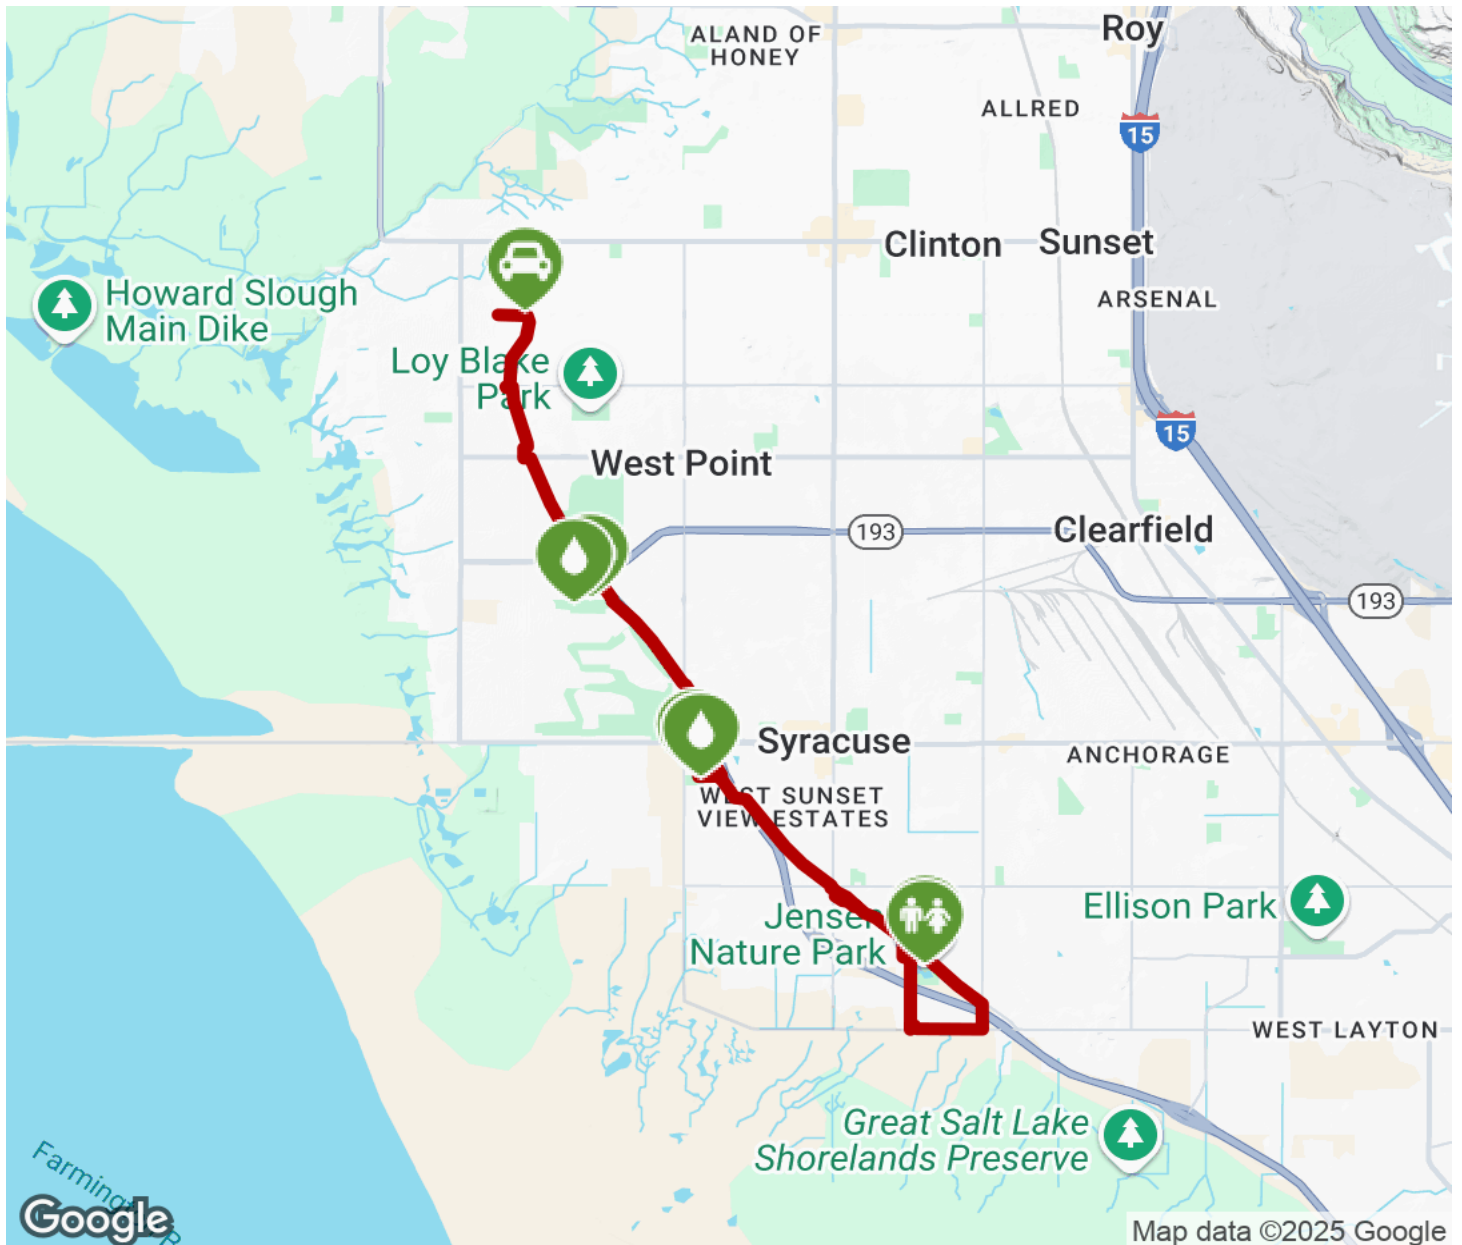 ALAND OF
HONEY
Roy
ALLRED
15
Clinton
Sunset
Howard Slough
Main Dike
ARSENAL
Loy Blake
Park
15
West Point
193
Clearfield
193
Syracuse
ANCHORAGE
WEST SUNSET
VIEW ESTATES
Jensen
Nature Park
Ellison Park
WEST LAYTON
Great Salt Lake
Shorelands Preserve
Google
Map data ©2025 Google